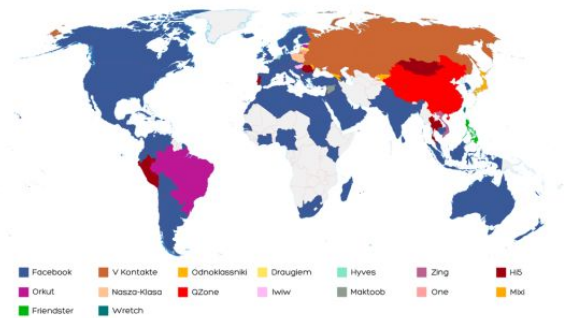 Facebook V Kontakte Odnoklassniki Draugiem Hyves Zing Hi5
Orkut Nasza-Klasa QZone Iwiw Maktoob One Mixi
Friendster Wretch